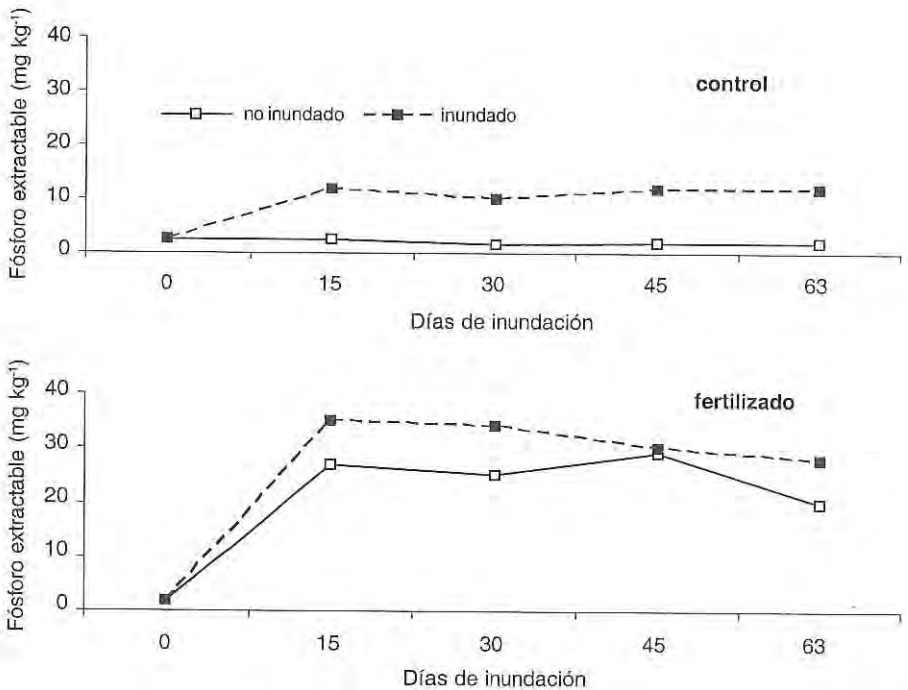 Fósforo extractable (mg kg-1)
40
30
20
10
0
control
no inundado inundado
0 15 30 45 63
Días de inundación
Fósforo extractable (mg kg-1)
40
30
20
10
0
fertilizado
0 15 30 45 63
Días de inundación